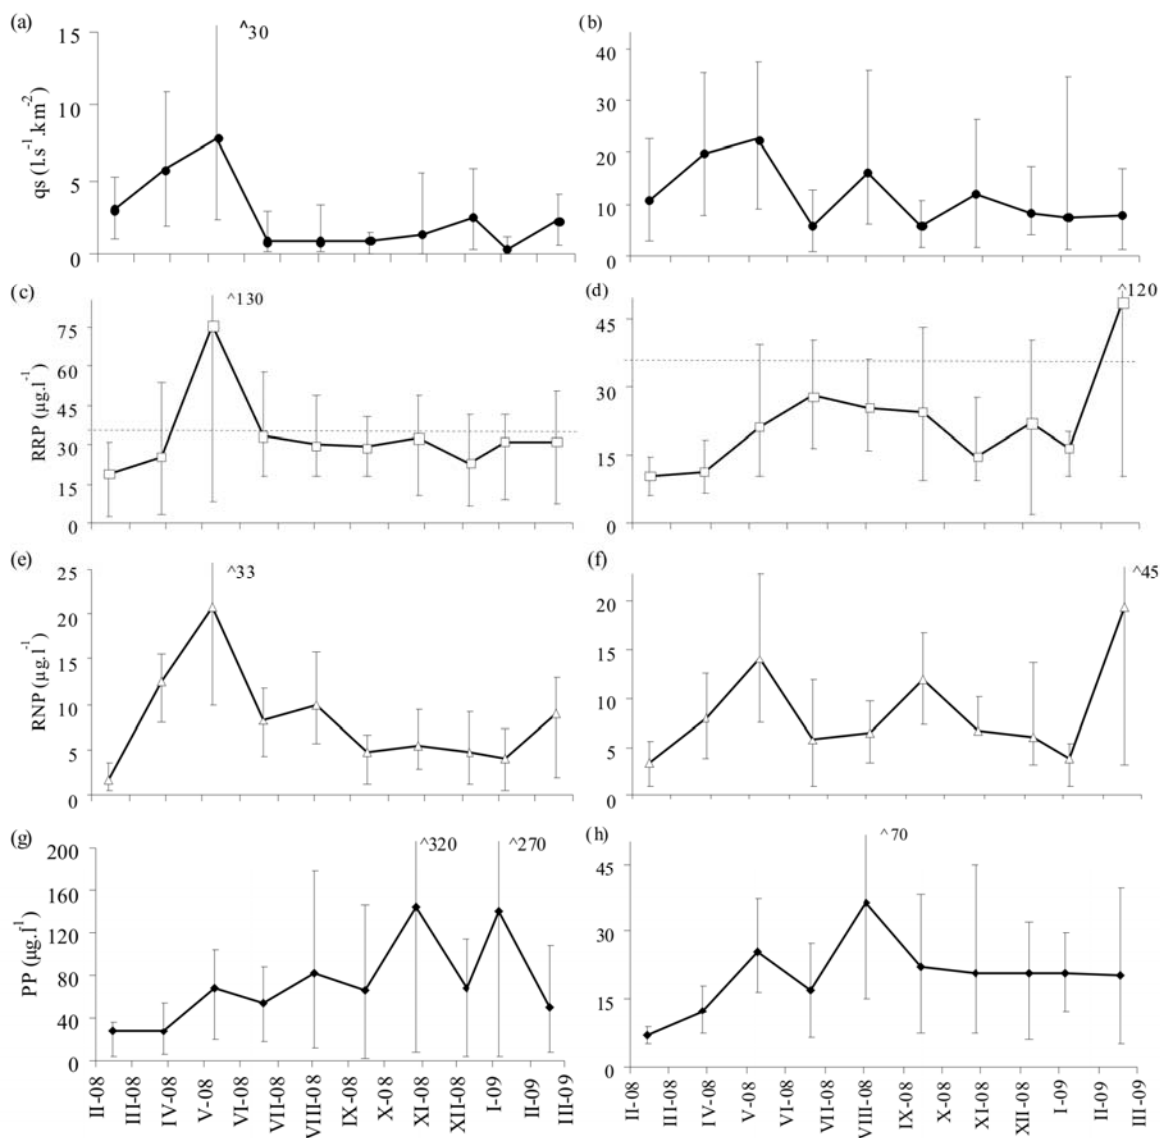 (a)
^30
15
10
5
0
qs (l.s⁻¹.km⁻²)
(b)
40
30
20
10
0
(c)
^130
75
60
45
30
15
0
RRP (µg.l⁻¹)
(d)
^120
45
30
15
0
(e)
^33
25
20
15
10
5
0
RNP (µg.l⁻¹)
(f)
^45
20
15
10
5
0
(g)
^320
^270
200
160
120
80
40
0
PP (µg.l¹)
II-08
III-08
IV-08
V-08
VI-08
VII-08
VIII-08
IX-08
X-08
XI-08
XII-08
I-09
II-09
III-09
(h)
^70
45
30
15
0
II-08
III-08
IV-08
V-08
VI-08
VII-08
VIII-08
IX-08
X-08
XI-08
XII-08
I-09
II-09
III-09